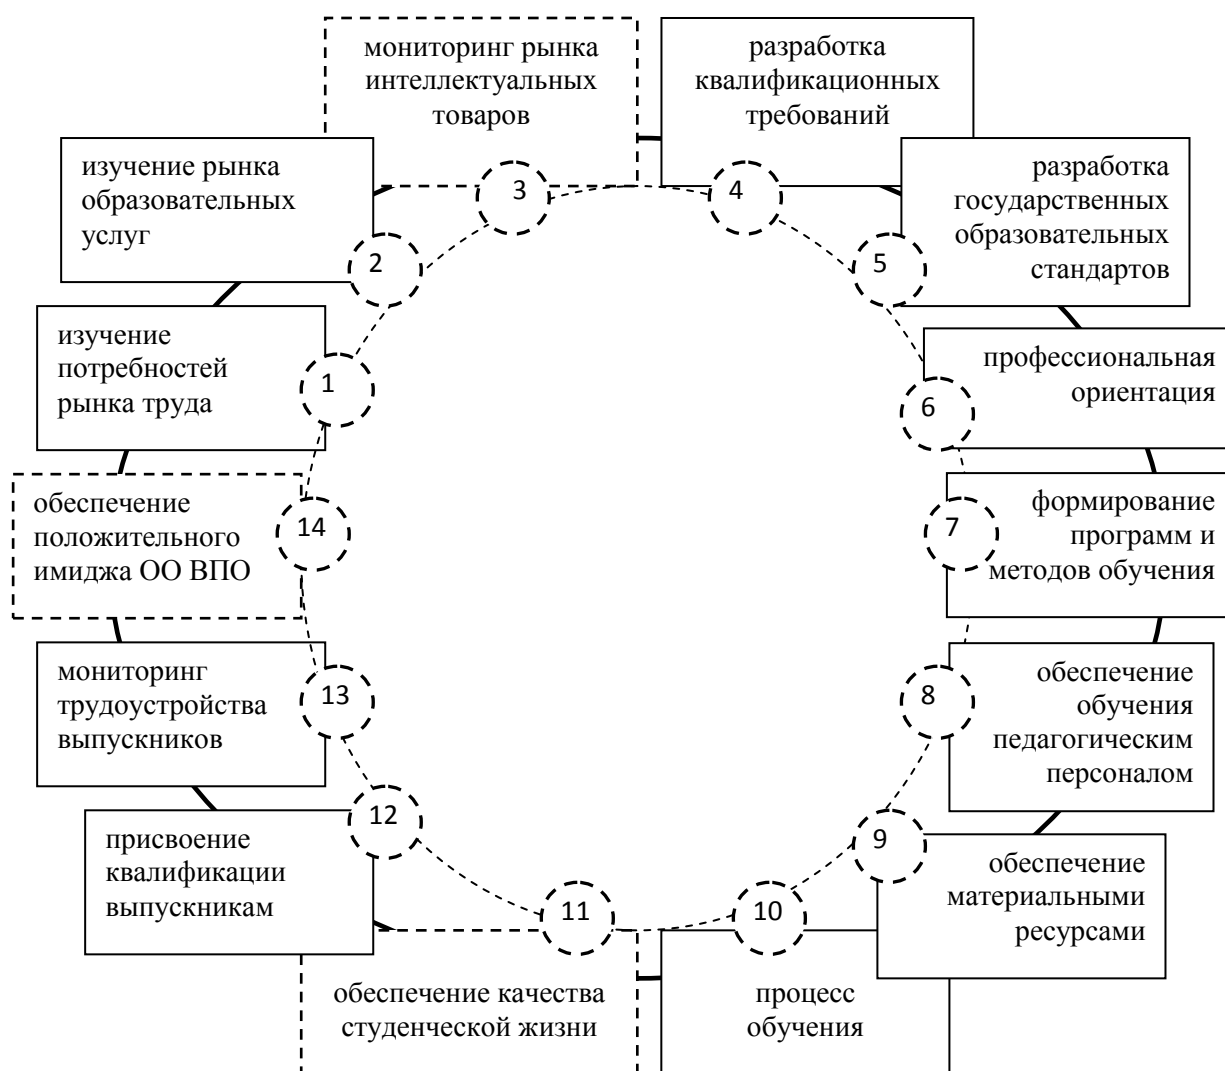 мониторинг рынка
интеллектуальных
товаров
3
разработка
квалификационных
требований
4
разработка
государственных
образовательных
стандартов
5
профессиональная
ориентация
6
формирование
программ и
методов обучения
7
обеспечение
обучения
педагогическим
персоналом
8
обеспечение
материальными
ресурсами
9
процесс
обучения
10
обеспечение качества
студенческой жизни
11
присвоение
квалификации
выпускникам
12
мониторинг
трудоустройства
выпускников
13
обеспечение
положительного
имиджа ОО ВПО
14
изучение
потребностей
рынка труда
1
изучение рынка
образовательных
услуг
2